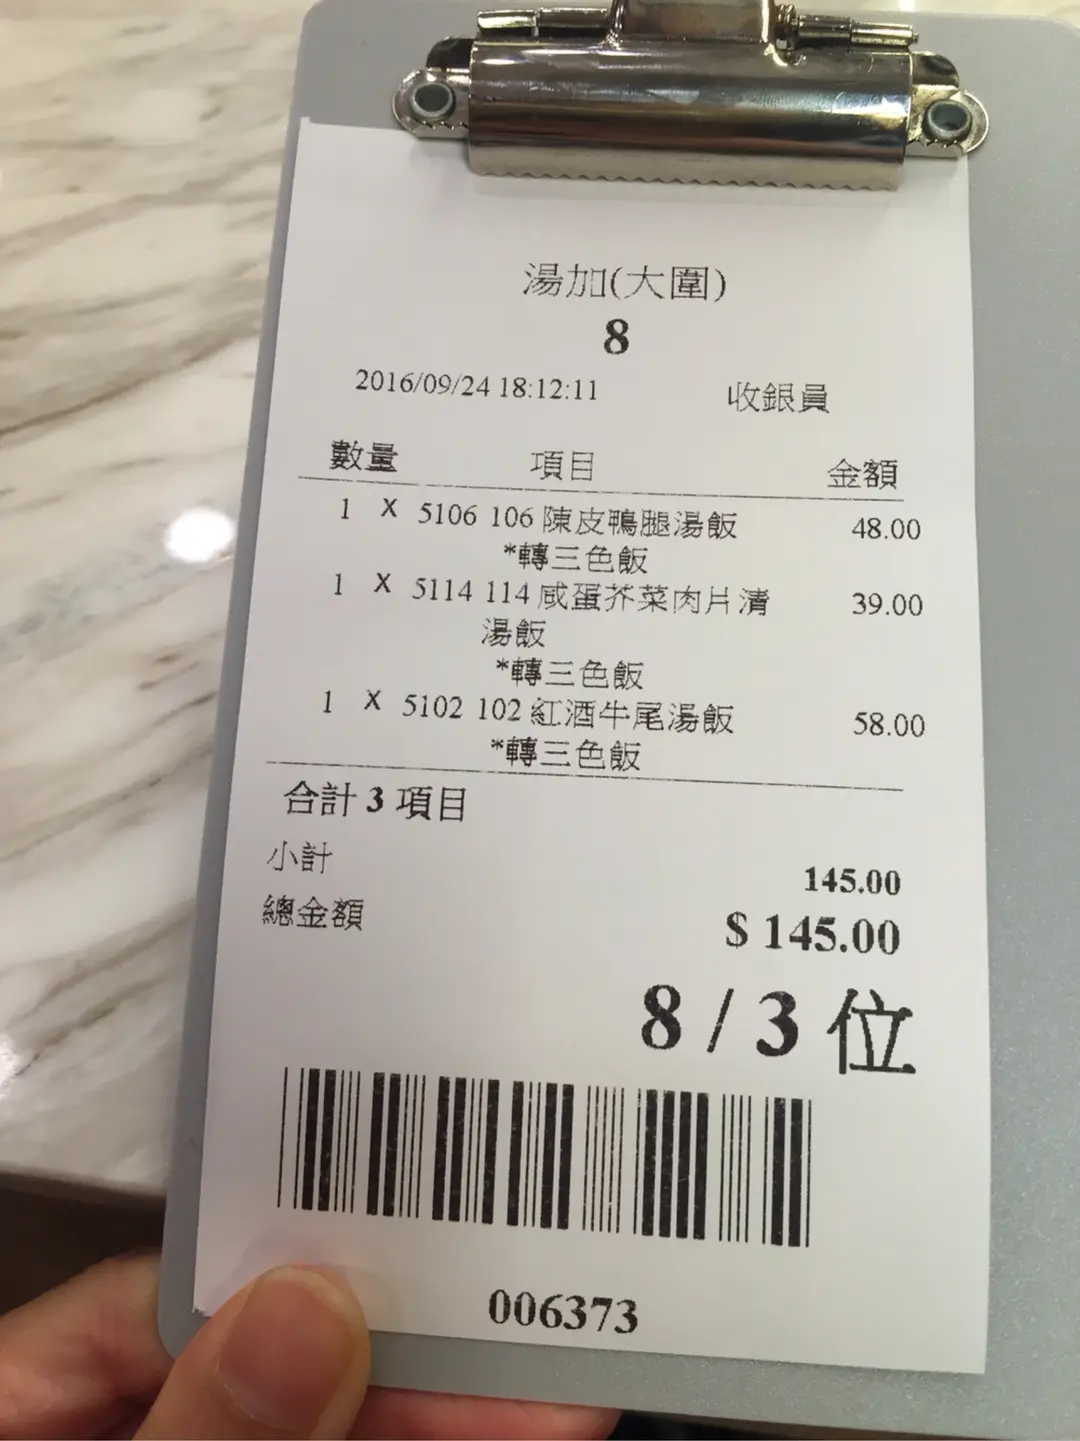 湯加(大圍)
8
2016/09/24 18:12:11 收銀員
數量 項目 金額
1 X 5106 106 陳皮鴨腿湯飯 48.00
*轉三色飯
1 X 5114 114 咸蛋芥菜肉片清 39.00
湯飯
*轉三色飯
1 X 5102 102 紅酒牛尾湯飯 58.00
*轉三色飯
合計 3 項目
小計 145.00
總金額 $ 145.00
8 / 3 位
006373